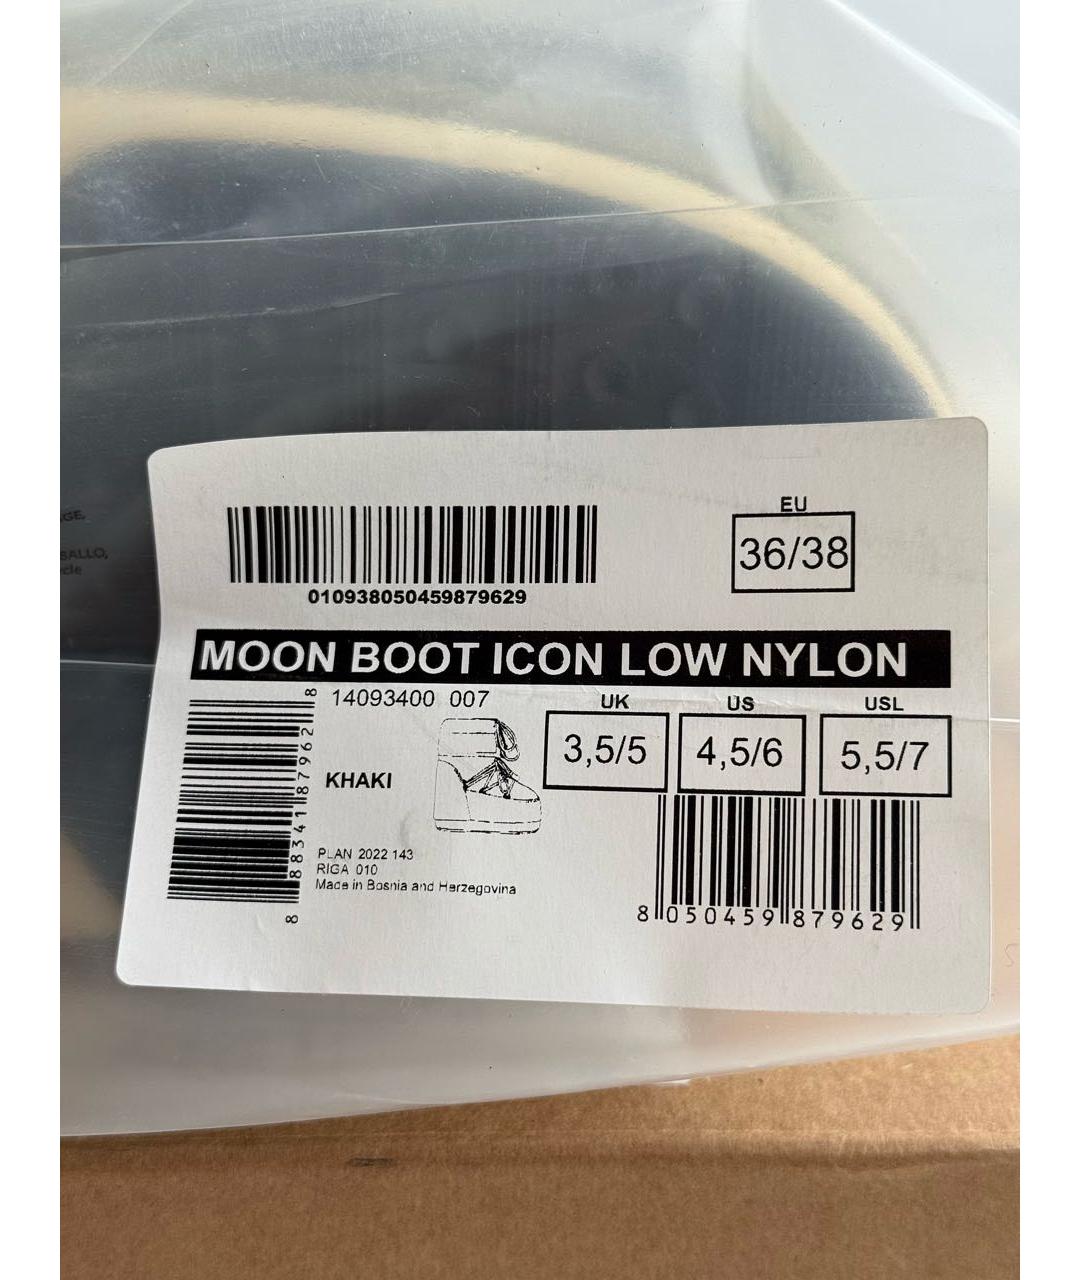 EU
36/38
010938050459879629
MOON BOOT ICON LOW NYLON
14093400 007
UK
US
USL
3,5/5
4,5/6
5,5/7
KHAKI
PLAN 2022 143
RIGA 010
Made in Bosnia and Herzegovina
8 050459 879629
8 88341 87962 8
SALLO,